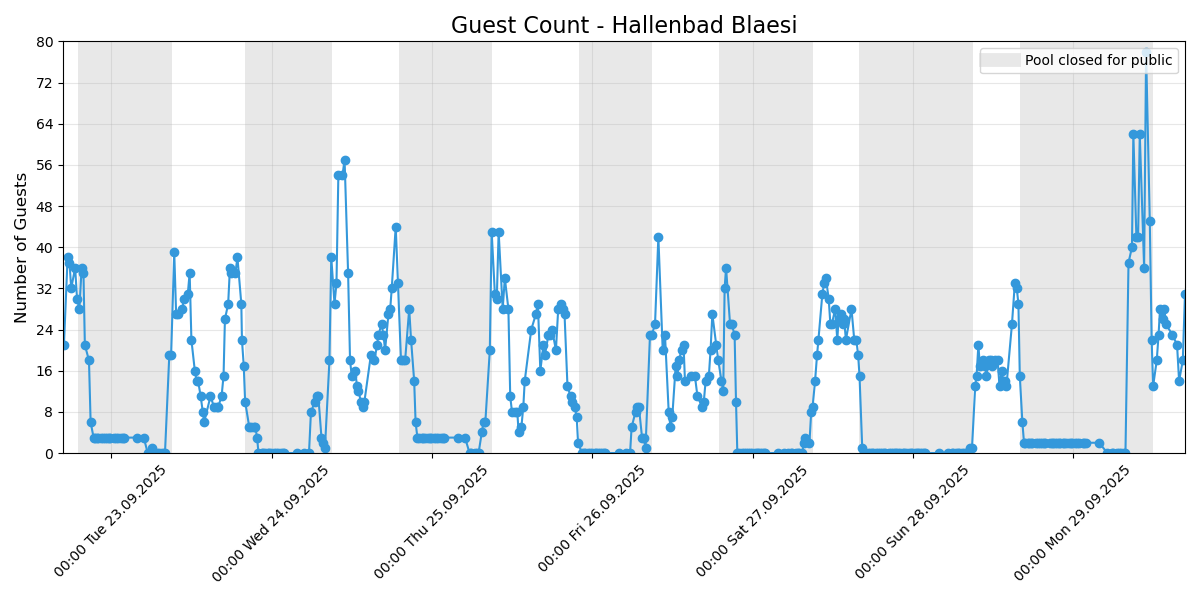 Guest Count - Hallenbad Blaesi
Pool closed for public
Number of Guests
80
72
64
56
48
40
32
24
16
8
0
00:00 Tue 23.09.2025
00:00 Wed 24.09.2025
00:00 Thu 25.09.2025
00:00 Fri 26.09.2025
00:00 Sat 27.09.2025
00:00 Sun 28.09.2025
00:00 Mon 29.09.2025